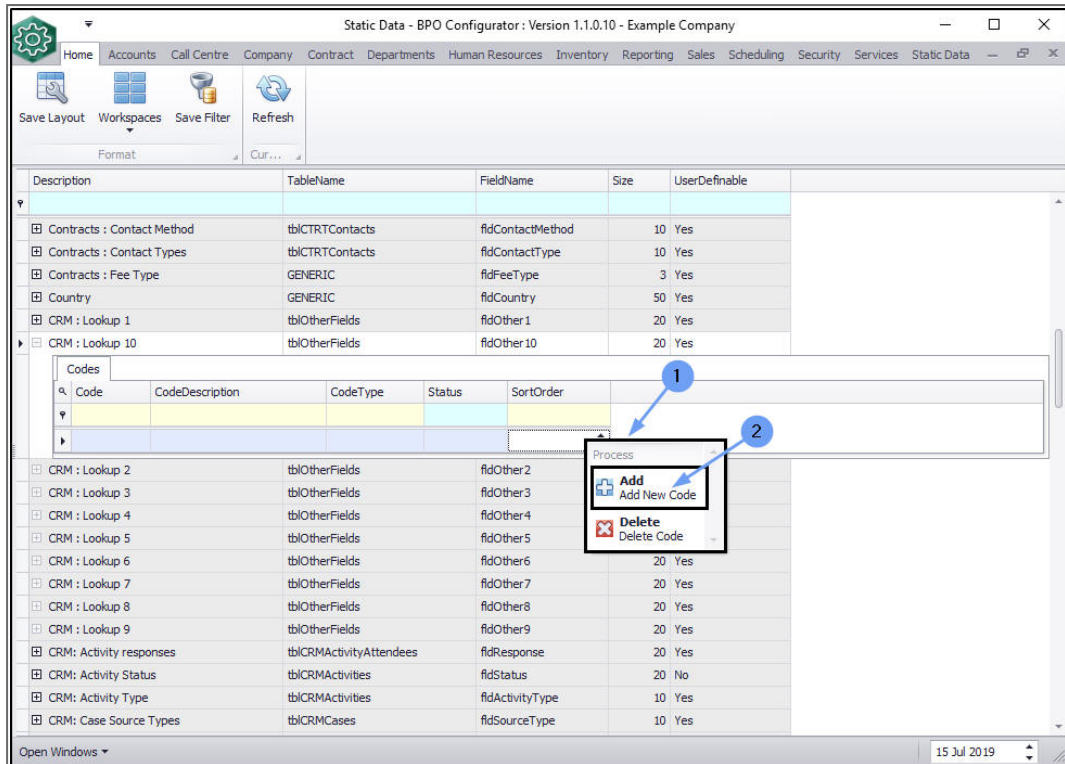 Static Data - BPO Configurator : Version 1.1.0.10 - Example Company
Home Accounts Call Centre Company Contract Departments Human Resources Inventory Reporting Sales Scheduling Security Services Static Data
Save Layout Workspaces Save Filter Refresh
Format Cur...
Description TableName FieldName Size UserDefinable
Contracts : Contact Method tblCTRTContacts fldContactMethod 10 Yes
Contracts : Contact Types tblCTRTContacts fldContactType 10 Yes
Contracts : Fee Type GENERIC fldFeeType 3 Yes
Country GENERIC fldCountry 50 Yes
CRM : Lookup 1 tblOtherFields fldOther1 20 Yes
CRM : Lookup 10 tblOtherFields fldOther10 20 Yes
Codes
1
Code CodeDescription CodeType Status SortOrder
2
Process
CRM : Lookup 2 tblOtherFields fldOther2
Add
CRM : Lookup 3 tblOtherFields fldOther3
Add New Code
CRM : Lookup 4 tblOtherFields fldOther4
Delete
CRM : Lookup 5 tblOtherFields fldOther5
Delete Code
CRM : Lookup 6 tblOtherFields fldOther6 20 Yes
CRM : Lookup 7 tblOtherFields fldOther7 20 Yes
CRM : Lookup 8 tblOtherFields fldOther8 20 Yes
CRM : Lookup 9 tblOtherFields fldOther9 20 Yes
CRM: Activity responses tblCRMActivityAttendees fldResponse 20 Yes
CRM: Activity Status tblCRMActivities fldStatus 20 No
CRM: Activity Type tblCRMActivities fldActivityType 10 Yes
CRM: Case Source Types tblCRMCases fldSourceType 10 Yes
Open Windows 15 Jul 2019